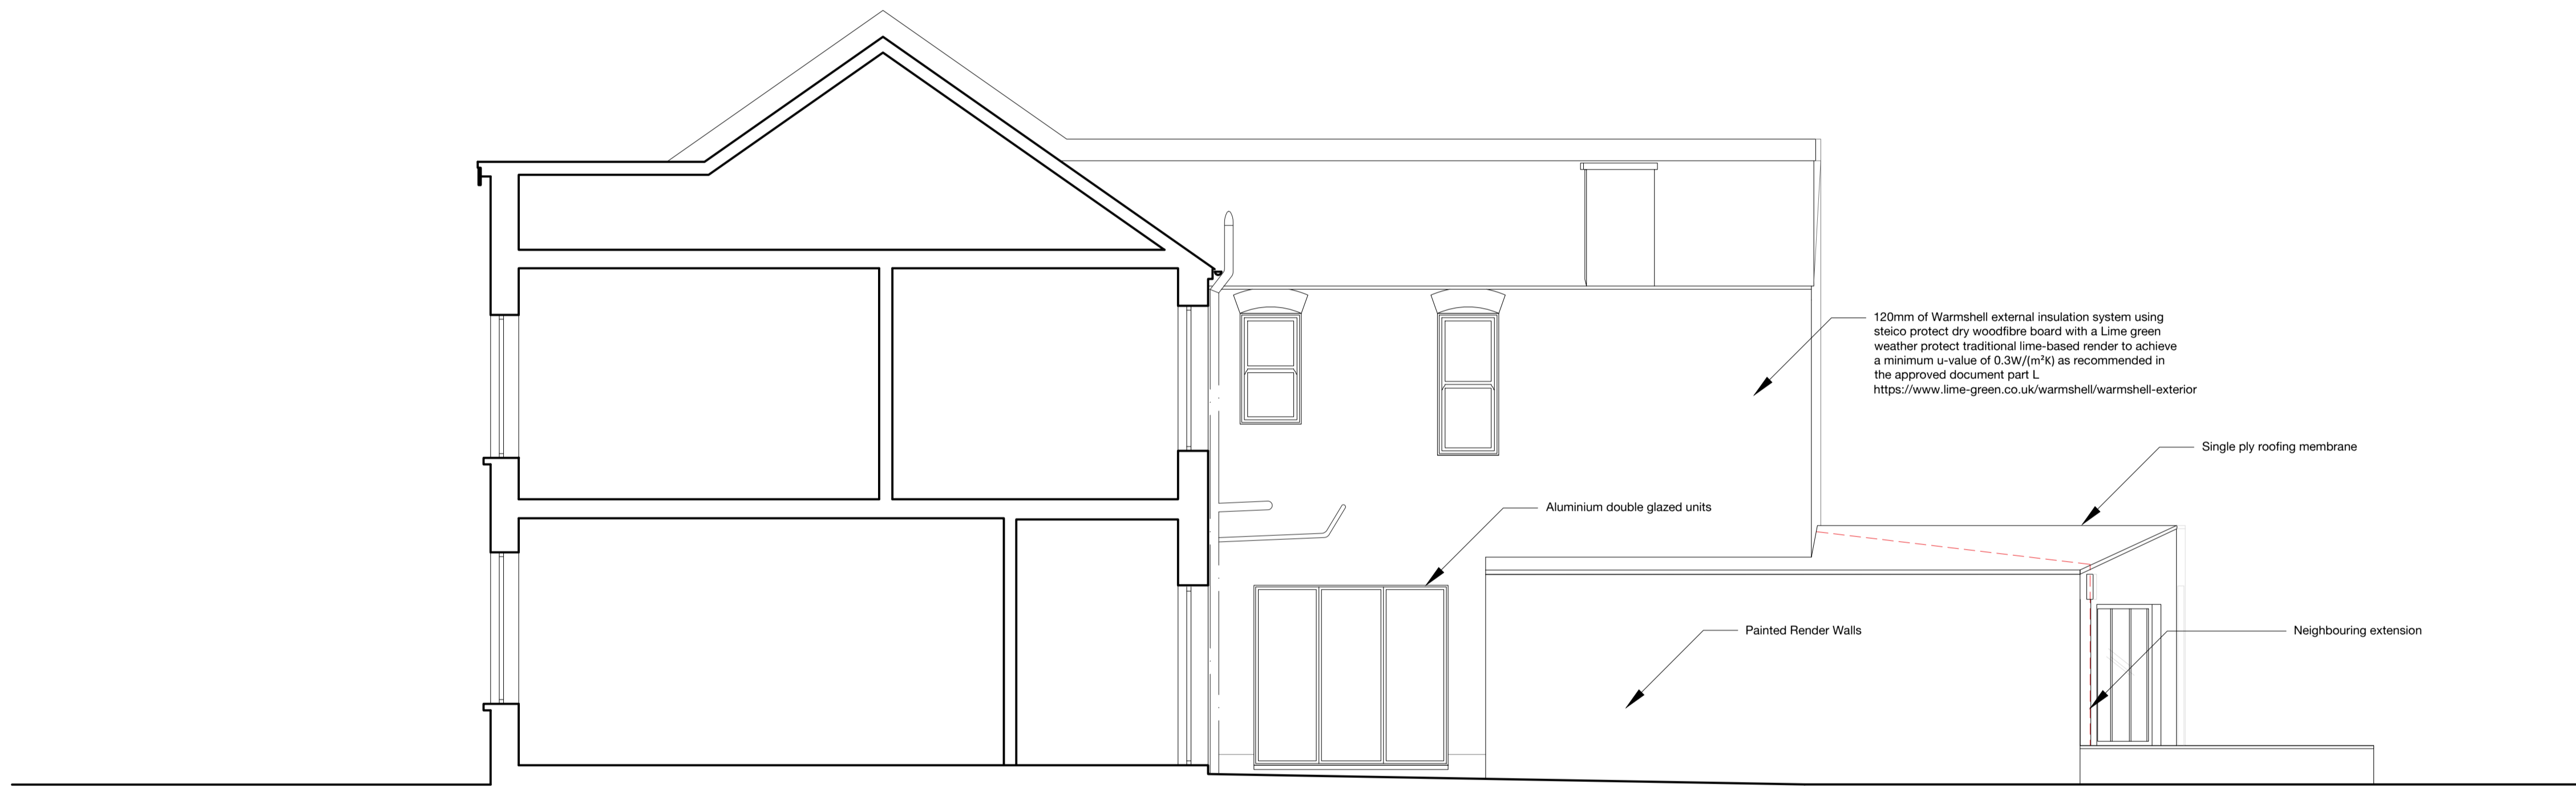 120mm of Warmshell external insulation system using
steico protect dry woodfibre board with a Lime green
weather protect traditional lime-based render to achieve
a minimum u-value of 0.3W/(m²K) as recommended in
the approved document part L
https://www.lime-green.co.uk/warmshell/warmshell-exterior
Single ply roofing membrane
Aluminium double glazed units
Painted Render Walls
Neighbouring extension